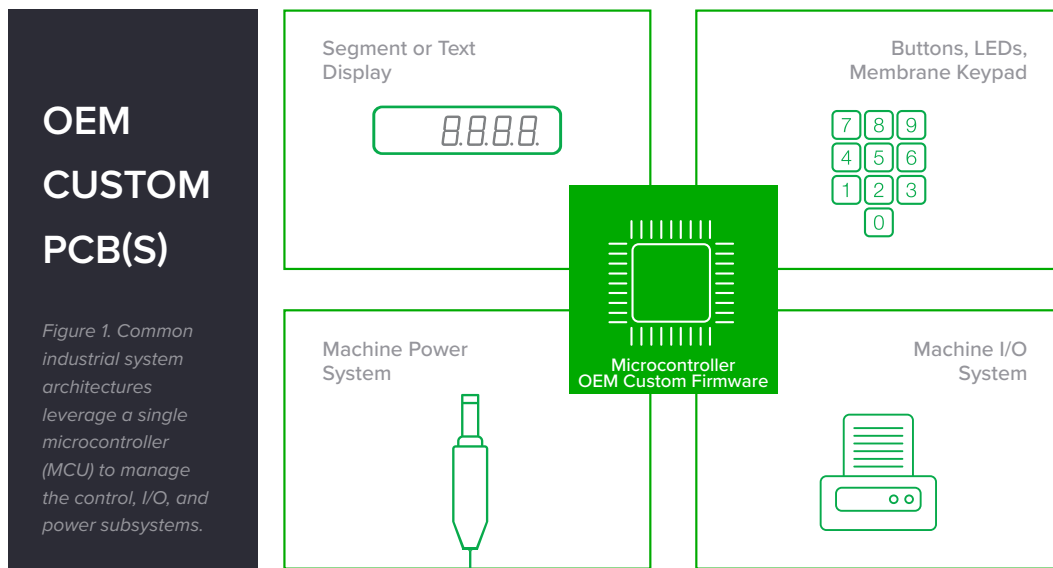 OEM
CUSTOM
PCB(S)
Figure 1. Common
industrial system
architectures
leverage a single
microcontroller
(MCU) to manage
the control, I/O, and
power subsystems.
Segment or Text
Display
8.8.8.8.
Buttons, LEDs,
Membrane Keypad
7 8 9
4 5 6
1 2 3
0
Microcontroller
OEM Custom Firmware
Machine Power
System
Machine I/O
System